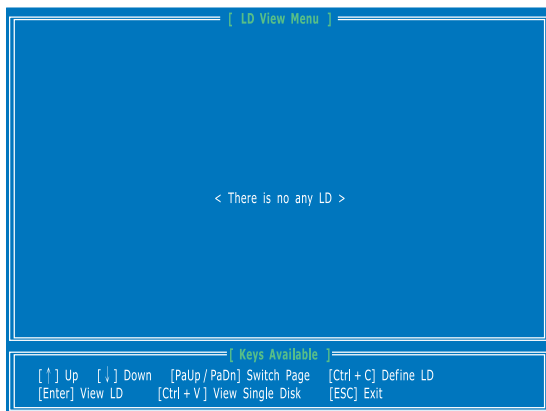 [ LD View Menu ]
< There is no any LD >
[ Keys Available ]
[↑] Up [↓] Down [PaUp / PaDn] Switch Page [Ctrl + C] Define LD
[Enter] View LD [Ctrl + V ] View Single Disk [ESC] Exit